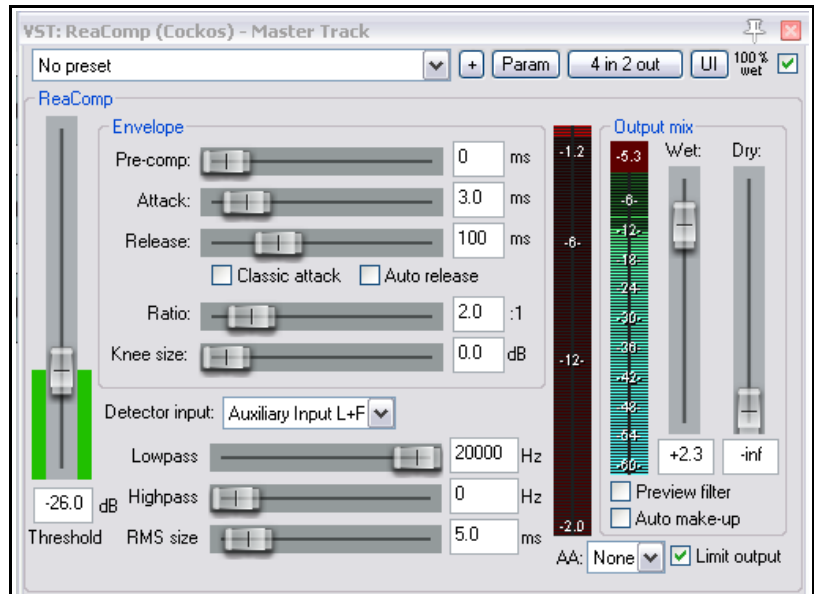 VST: ReaComp (Cockos) - Master Track
No preset + Param 4 in 2 out UI 100% wet
ReaComp
Envelope
Pre-comp: 0 ms
Attack: 3.0 ms
Release: 100 ms
Classic attack Auto release
Ratio: 2.0 :1
Knee size: 0.0 dB
Detector input: Auxiliary Input L+F
Lowpass 20000 Hz
Highpass 0 Hz
RMS size 5.0 ms
-26.0 dB
Threshold
-1.2
-6-
-12-
-2.0
Output mix
Wet: Dry:
-5.3
-6-
-12-
-18-
-24-
-30-
-36-
-42-
-48-
-54-
-60-
+2.3 -inf
Preview filter
Auto make-up
AA: None Limit output